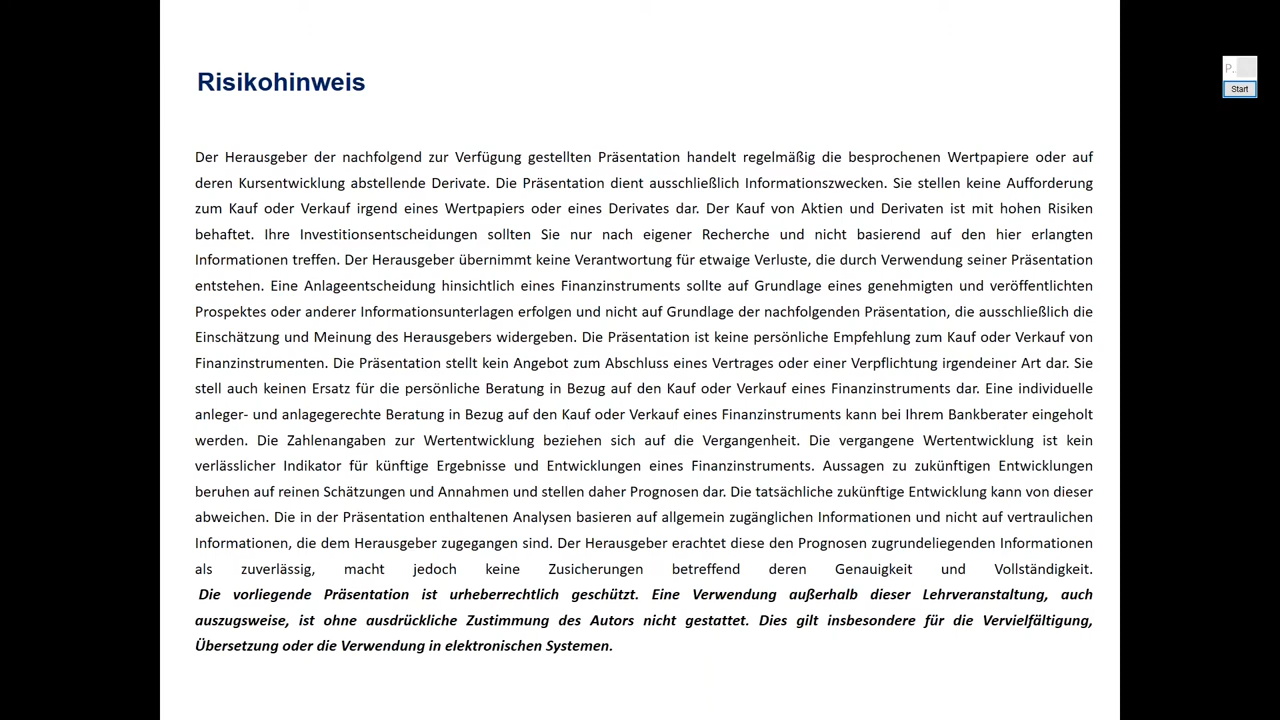 Risikohinweis
P..
Start
Der Herausgeber der nachfolgend zur Verfügung gestellten Präsentation handelt regelmäßig die besprochenen Wertpapiere oder auf
deren Kursentwicklung abstellende Derivate. Die Präsentation dient ausschließlich Informationszwecken. Sie stellen keine Aufforderung
zum Kauf oder Verkauf irgend eines Wertpapiers oder eines Derivates dar. Der Kauf von Aktien und Derivaten ist mit hohen Risiken
behaftet. Ihre Investitionsentscheidungen sollten Sie nur nach eigener Recherche und nicht basierend auf den hier erlangten
Informationen treffen. Der Herausgeber übernimmt keine Verantwortung für etwaige Verluste, die durch Verwendung seiner Präsentation
entstehen. Eine Anlageentscheidung hinsichtlich eines Finanzinstruments sollte auf Grundlage eines genehmigten und veröffentlichten
Prospektes oder anderer Informationsunterlagen erfolgen und nicht auf Grundlage der nachfolgenden Präsentation, die ausschließlich die
Einschätzung und Meinung des Herausgebers widergeben. Die Präsentation ist keine persönliche Empfehlung zum Kauf oder Verkauf von
Finanzinstrumenten. Die Präsentation stellt kein Angebot zum Abschluss eines Vertrages oder einer Verpflichtung irgendeiner Art dar. Sie
stell auch keinen Ersatz für die persönliche Beratung in Bezug auf den Kauf oder Verkauf eines Finanzinstruments dar. Eine individuelle
anleger- und anlagegerechte Beratung in Bezug auf den Kauf oder Verkauf eines Finanzinstruments kann bei Ihrem Bankberater eingeholt
werden. Die Zahlenangaben zur Wertentwicklung beziehen sich auf die Vergangenheit. Die vergangene Wertentwicklung ist kein
verlässlicher Indikator für künftige Ergebnisse und Entwicklungen eines Finanzinstruments. Aussagen zu zukünftigen Entwicklungen
beruhen auf reinen Schätzungen und Annahmen und stellen daher Prognosen dar. Die tatsächliche zukünftige Entwicklung kann von dieser
abweichen. Die in der Präsentation enthaltenen Analysen basieren auf allgemein zugänglichen Informationen und nicht auf vertraulichen
Informationen, die dem Herausgeber zugegangen sind. Der Herausgeber erachtet diese den Prognosen zugrundeliegenden Informationen
als zuverlässig, macht jedoch keine Zusicherungen betreffend deren Genauigkeit und Vollständigkeit.
Die vorliegende Präsentation ist urheberrechtlich geschützt. Eine Verwendung außerhalb dieser Lehrveranstaltung, auch
auszugsweise, ist ohne ausdrückliche Zustimmung des Autors nicht gestattet. Dies gilt insbesondere für die Vervielfältigung,
Übersetzung oder die Verwendung in elektronischen Systemen.